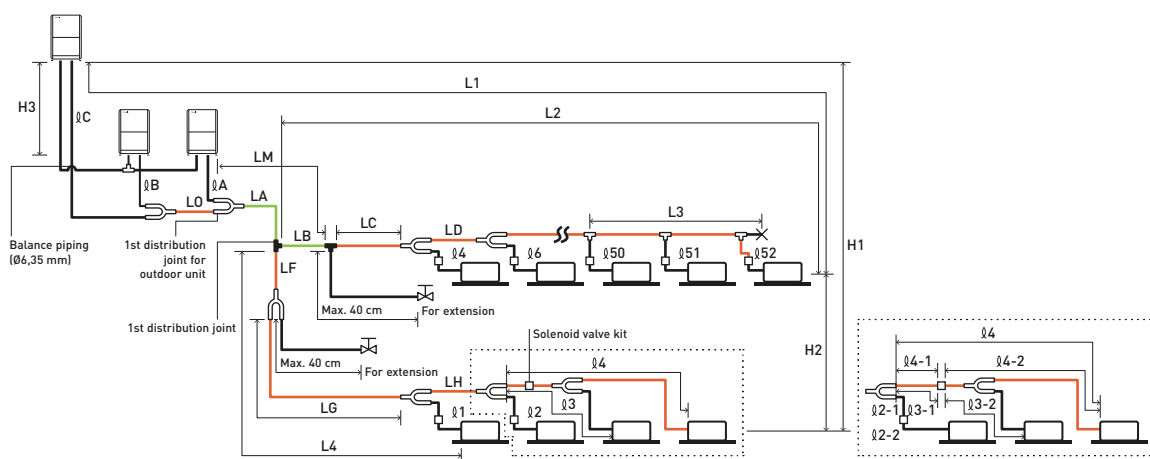 L1
H3
ℓC
L2
LM
ℓB
ℓA
LO
LA
LB
LC
LD
L3
H1
Balance piping
(Ø6,35 mm)
1st distribution
joint for
outdoor unit
LF
ℓ4
ℓ6
ℓ50
ℓ51
ℓ52
Max. 40 cm
For extension
1st distribution joint
Solenoid valve kit
H2
Max. 40 cm
For extension
ℓ4
LH
LG
ℓ1
ℓ2
ℓ3
L4
ℓ4
ℓ4-1
ℓ4-2
ℓ2-1
ℓ3-1
ℓ3-2
ℓ2-2